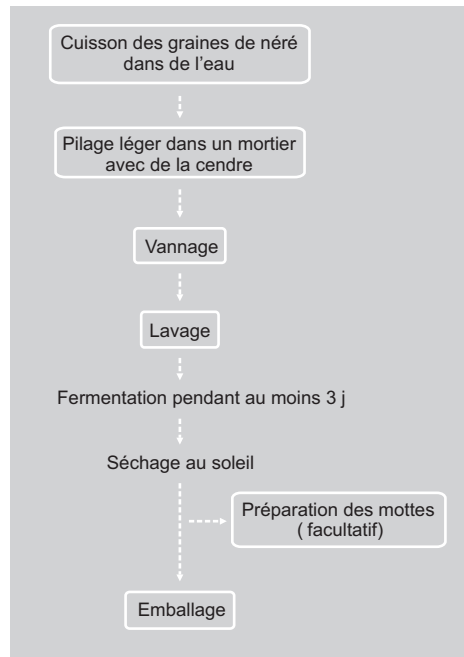 Cuisson des graines de néré
dans de l'eau
Pilage léger dans un mortier
avec de la cendre
Vannage
Lavage
Fermentation pendant au moins 3 j
Séchage au soleil
Préparation des mottes
( facultatif)
Emballage